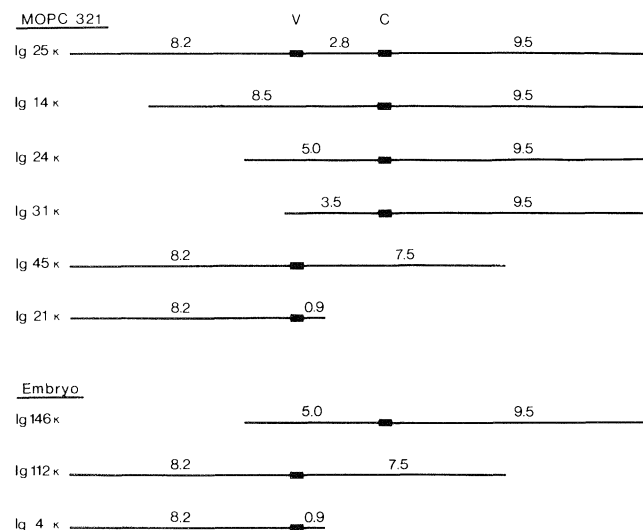 MOPC 321 V C
Ig 25 κ 8.2 2.8 9.5
Ig 14 κ 8.5 9.5
Ig 24 κ 5.0 9.5
Ig 31 κ 3.5 9.5
Ig 45 κ 8.2 7.5
Ig 21 κ 8.2 0.9
Embryo
Ig 146 κ 5.0 9.5
Ig 112 κ 8.2 7.5
Ig 4 κ 8.2 0.9